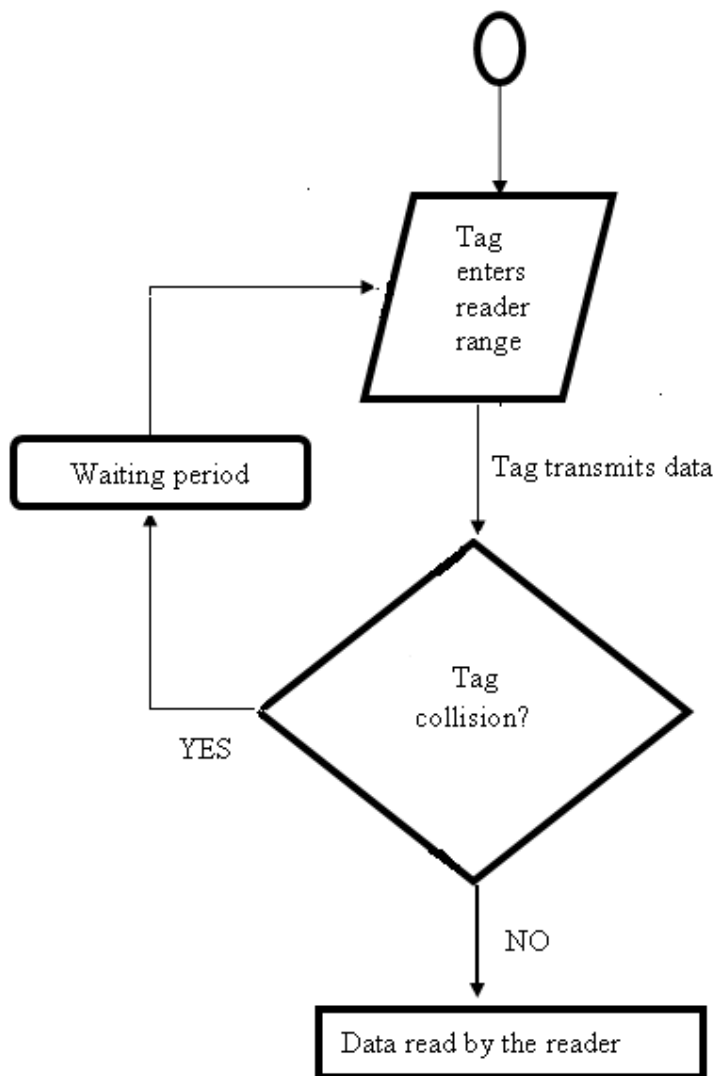 Tag
enters
reader
range
Waiting period
Tag transmits data
Tag
collision?
YES
NO
Data read by the reader